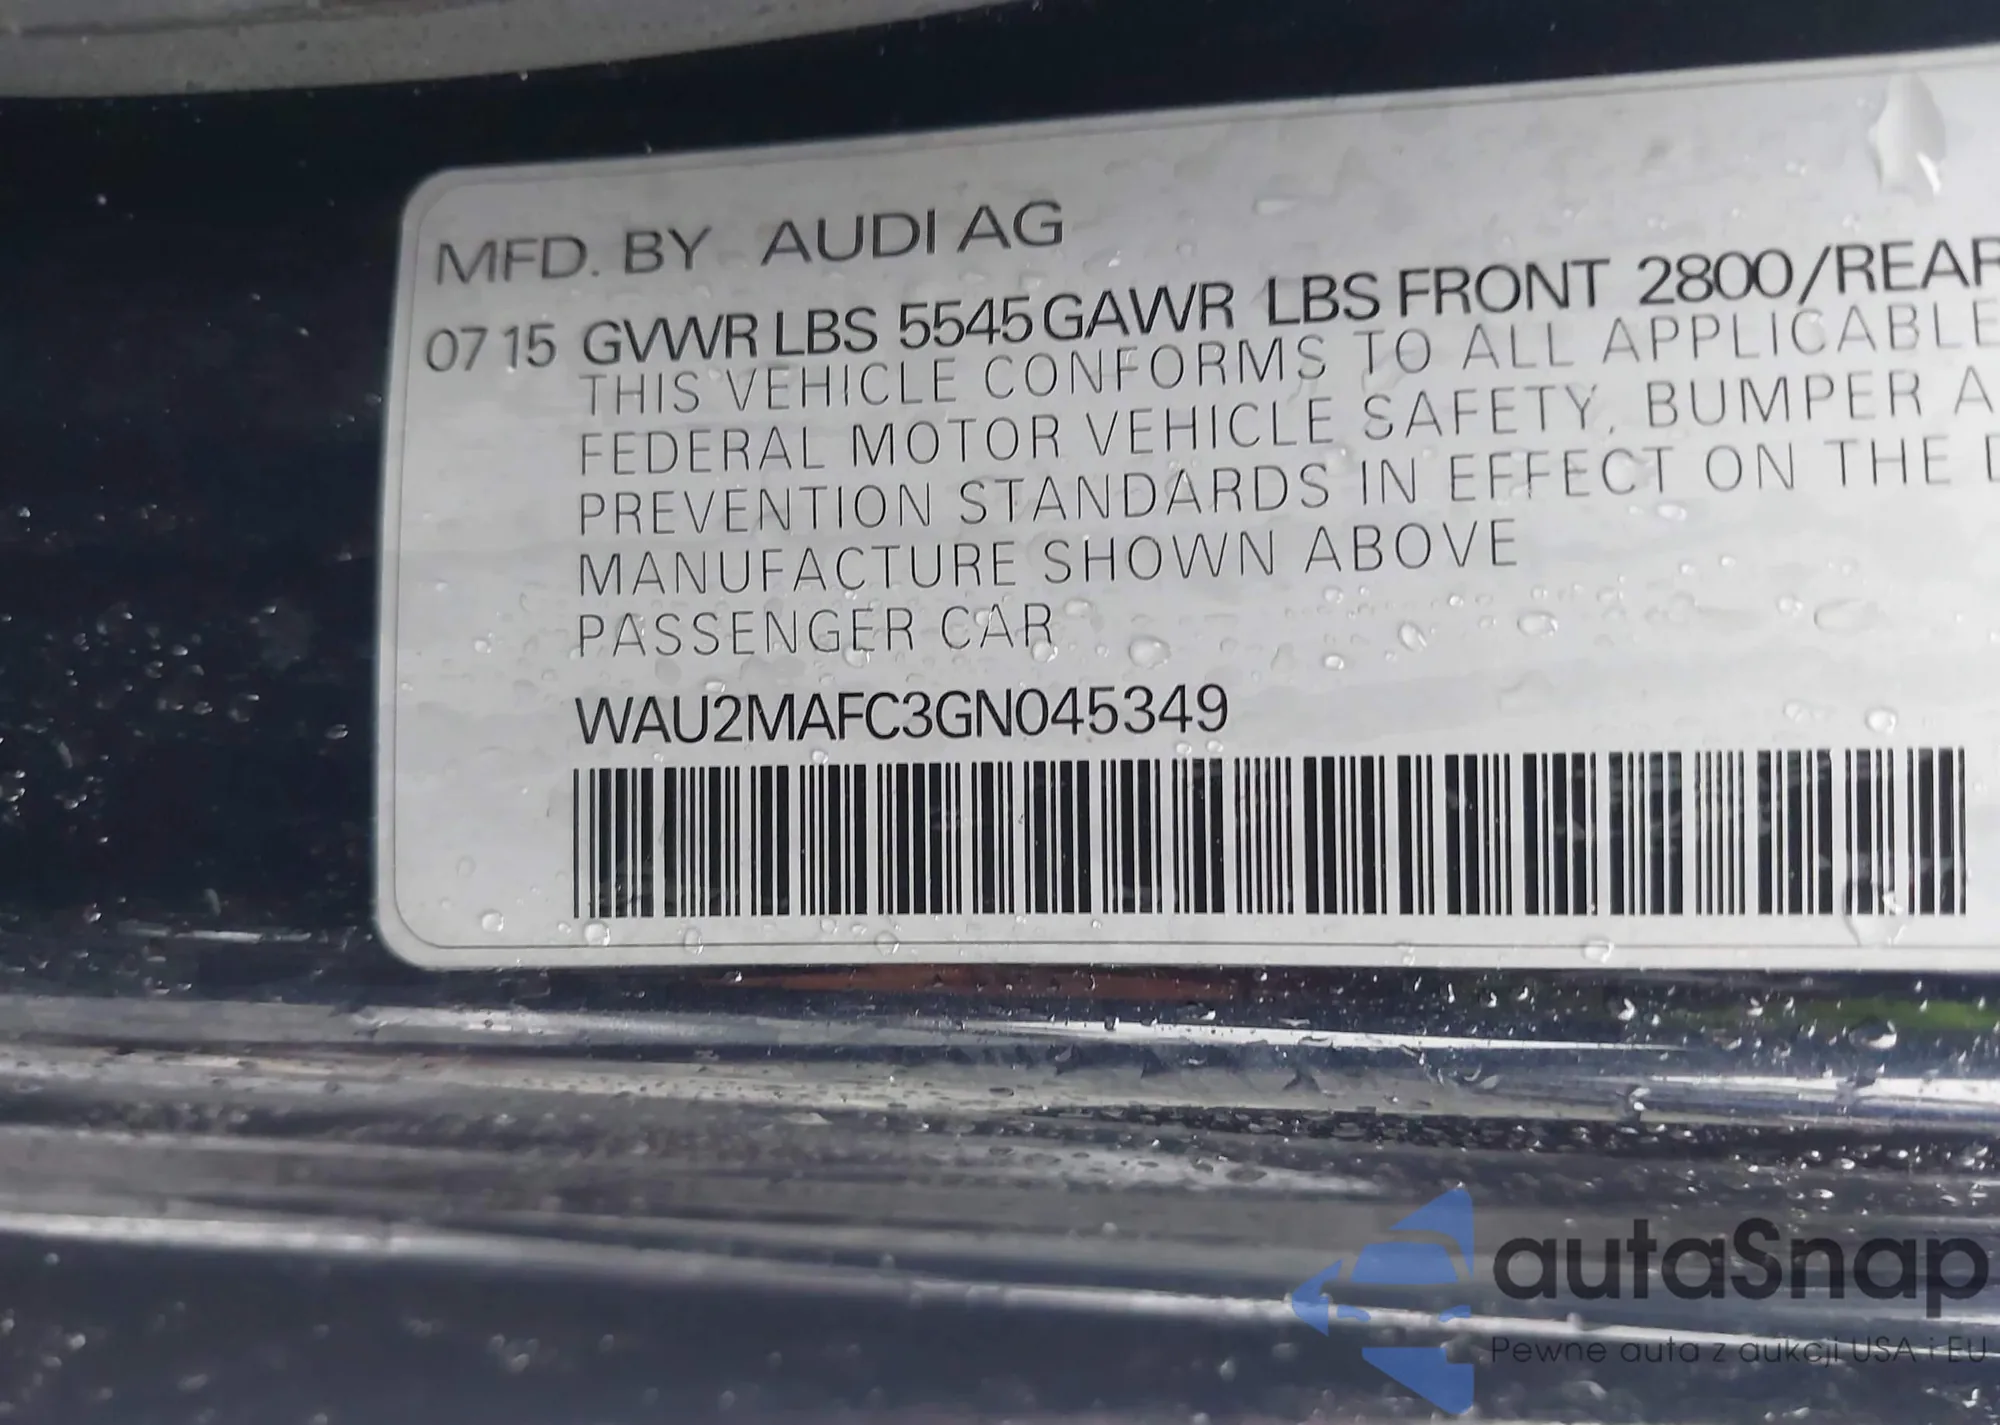 MFD. BY AUDI AG
07 15 GVWR LBS 5545 GAWR LBS FRONT 2800/REAR
THIS VEHICLE CONFORMS TO ALL APPLICABLE
FEDERAL MOTOR VEHICLE SAFETY, BUMPER A
PREVENTION STANDARDS IN EFFECT ON THE D
MANUFACTURE SHOWN ABOVE
PASSENGER CAR
WAU2MAFC3GN045349
autaSnap
Pewne auta z aukcji USA i EU